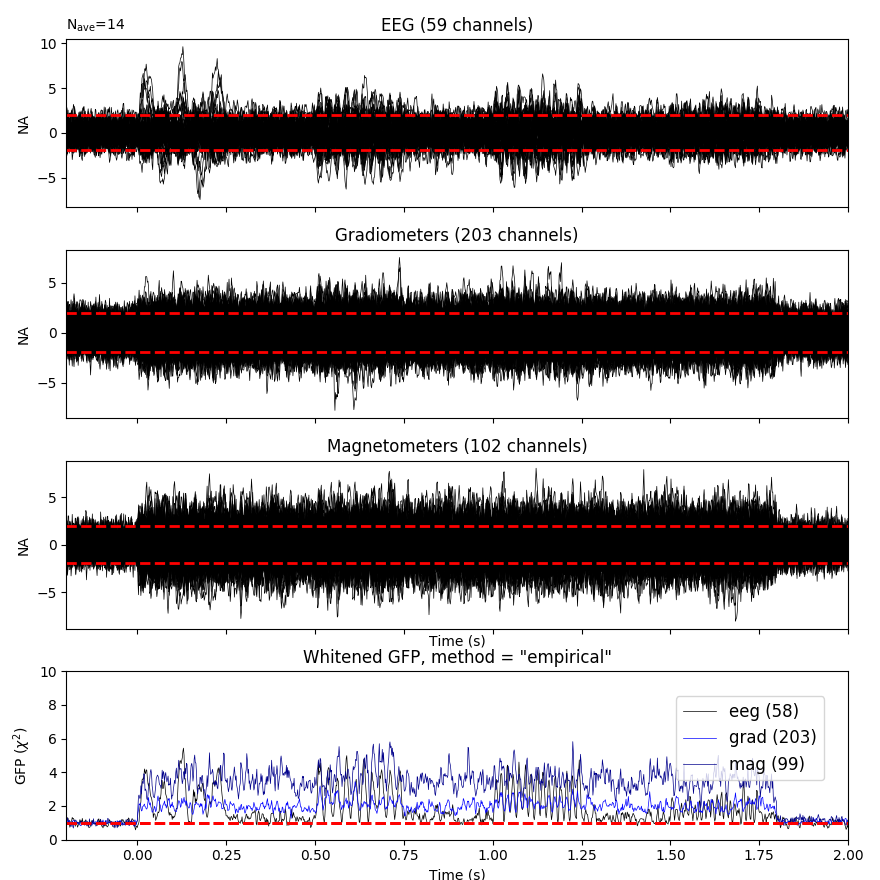 N_ave=14
EEG (59 channels)
10
5
0
−5
NA
Gradiometers (203 channels)
5
0
−5
NA
Magnetometers (102 channels)
5
0
−5
NA
Time (s)
Whitened GFP, method = "empirical"
10
8
6
4
2
0
GFP (χ²)
eeg (58)
grad (203)
mag (99)
0.00 0.25 0.50 0.75 1.00 1.25 1.50 1.75 2.00
Time (s)